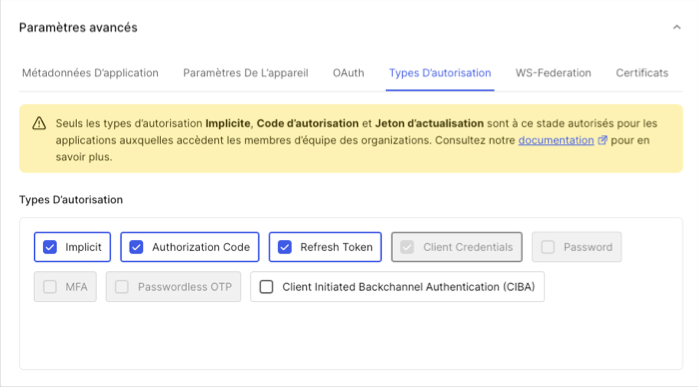 Paramètres avancés
Métadonnées D'application Paramètres De L'appareil OAuth Types D'autorisation WS-Federation Certificats
Seuls les types d'autorisation Implicite, Code d'autorisation et Jeton d'actualisation sont à ce stade autorisés pour les
applications auxquelles accèdent les membres d'équipe des organizations. Consultez notre documentation pour en
savoir plus.
Types D'autorisation
Implicit Authorization Code Refresh Token Client Credentials Password
MFA Passwordless OTP Client Initiated Backchannel Authentication (CIBA)